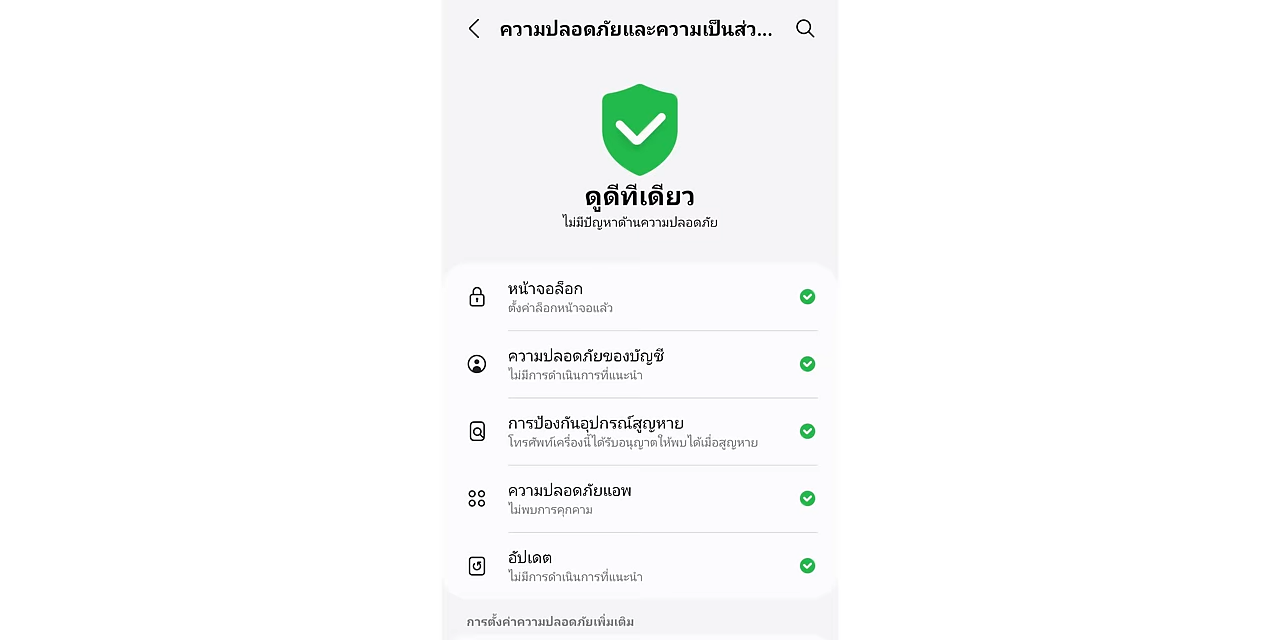 ความปลอดภัยและความเป็นส่ว...
ดูดีทีเดียว
ไม่มีปัญหาด้านความปลอดภัย
หน้าจอล็อก
ตั้งค่าล็อกหน้าจอแล้ว
ความปลอดภัยของบัญชี
ไม่มีการดำเนินการที่แนะนำ
การป้องกันอุปกรณ์สูญหาย
โทรศัพท์เครื่องนี้ได้รับอนุญาตให้พบได้เมื่อสูญหาย
ความปลอดภัยแอพ
ไม่พบการคุกคาม
อัปเดต
ไม่มีการดำเนินการที่แนะนำ
การตั้งค่าความปลอดภัยเพิ่มเติม